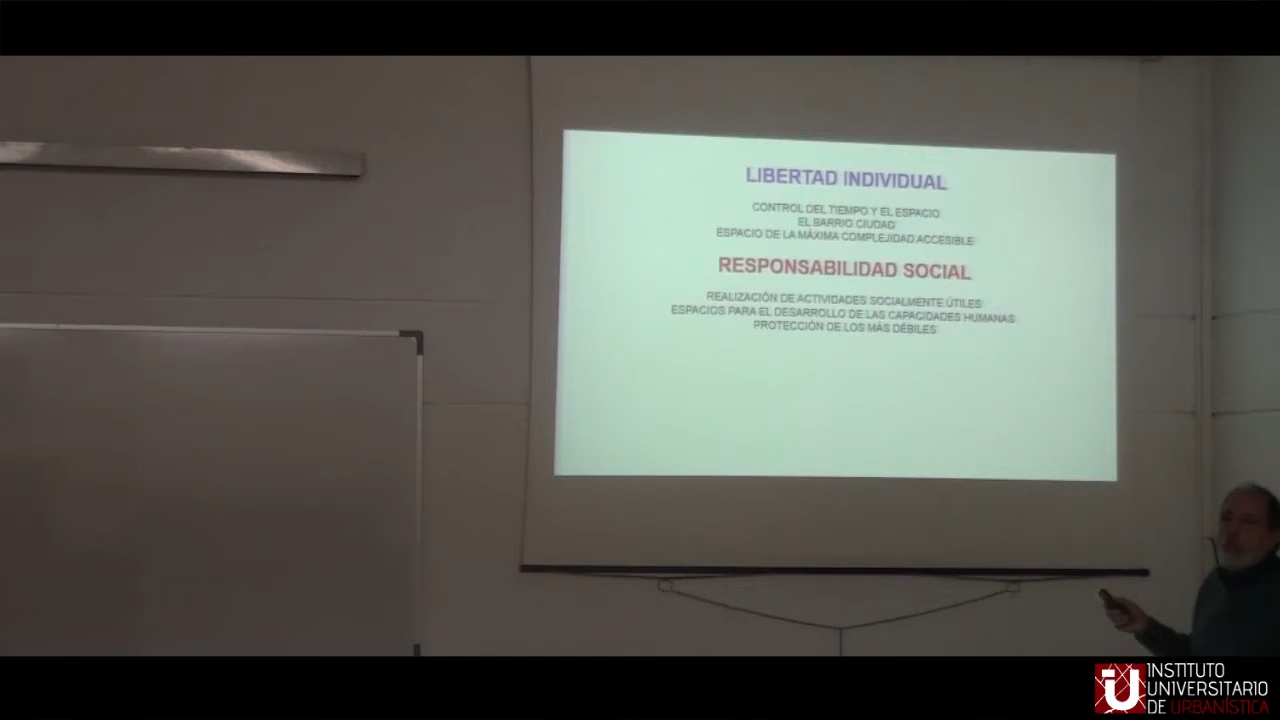 LIBERTAD INDIVIDUAL
CONTROL DEL TIEMPO Y EL ESPACIO
EL BARRIO CIUDAD
ESPACIO DE LA MÁXIMA COMPLEJIDAD ACCESIBLE
RESPONSABILIDAD SOCIAL
REALIZACIÓN DE ACTIVIDADES SOCIALMENTE ÚTILES
ESPACIOS PARA EL DESARROLLO DE LAS CAPACIDADES HUMANAS
PROTECCIÓN DE LOS MÁS DÉBILES
iU
INSTITUTO
UNIVERSITARIO
DE URBANÍSTICA